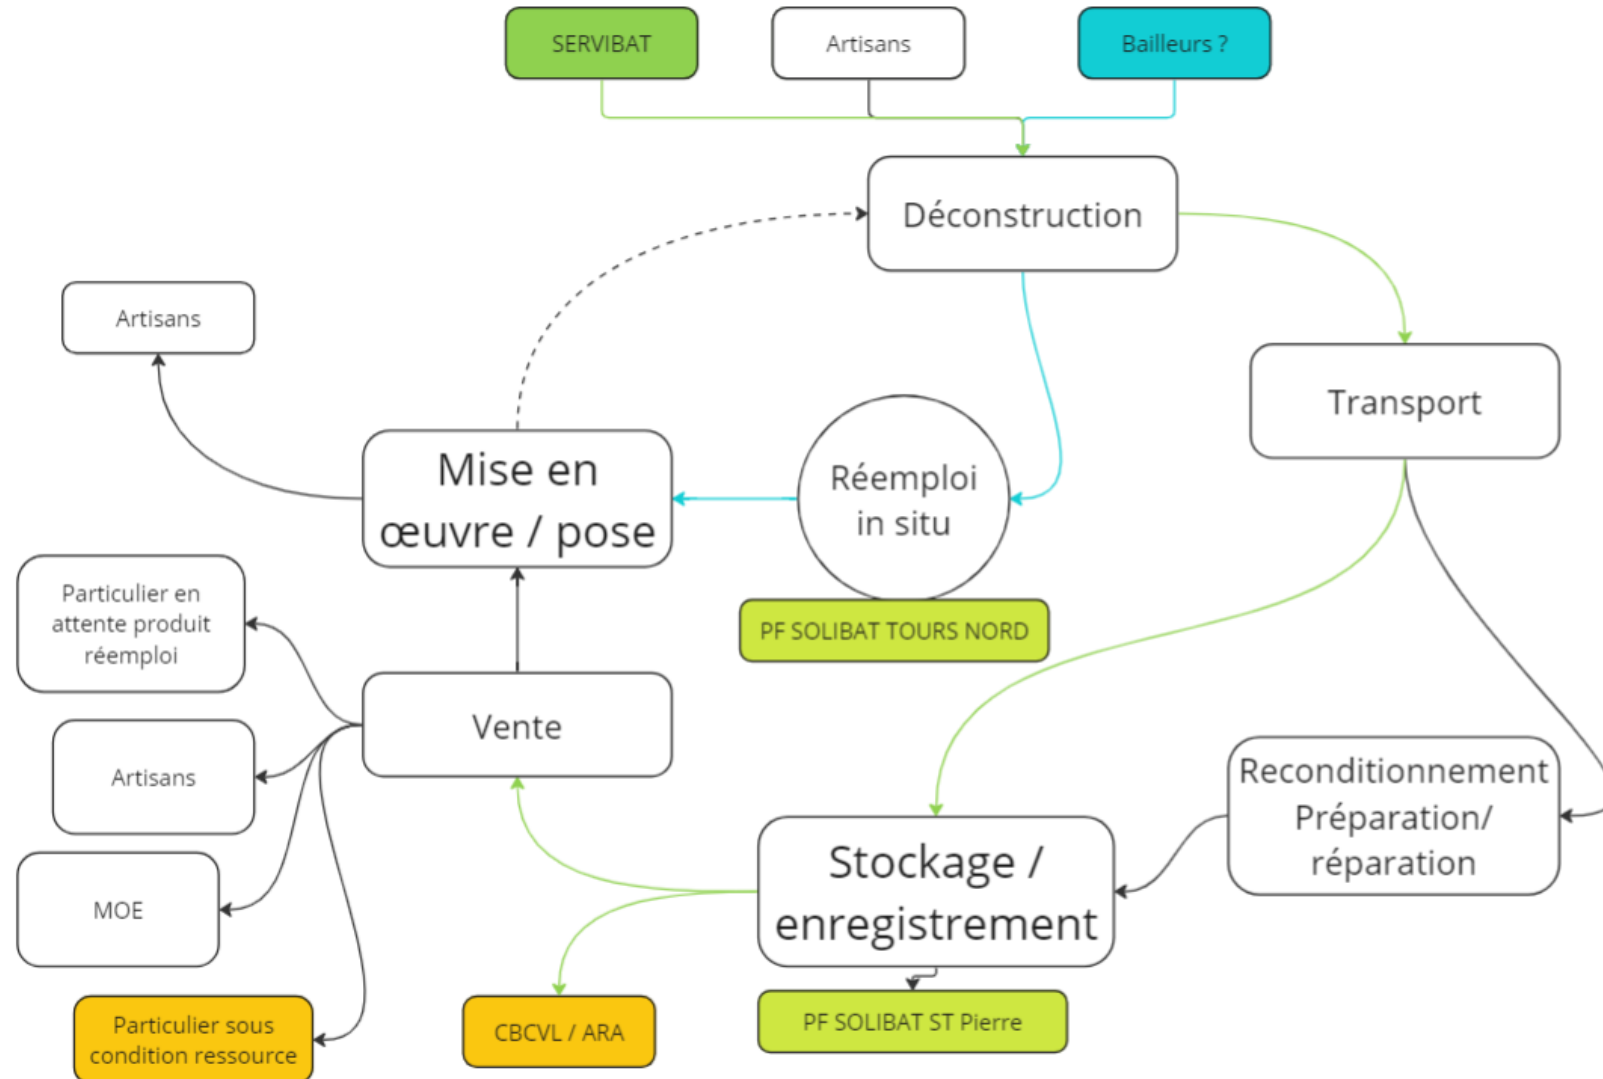 SERVIBAT
Artisans
Bailleurs ?
Déconstruction
Artisans
Transport
Mise en
œuvre / pose
Réemploi
in situ
Particulier en
attente produit
réemploi
PF SOLIBAT TOURS NORD
Vente
Artisans
Reconditionnement
Préparation/
réparation
Stockage /
enregistrement
MOE
Particulier sous
condition ressource
CBCVL / ARA
PF SOLIBAT ST Pierre